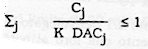 Σj Cj / K DACj ≤ 1